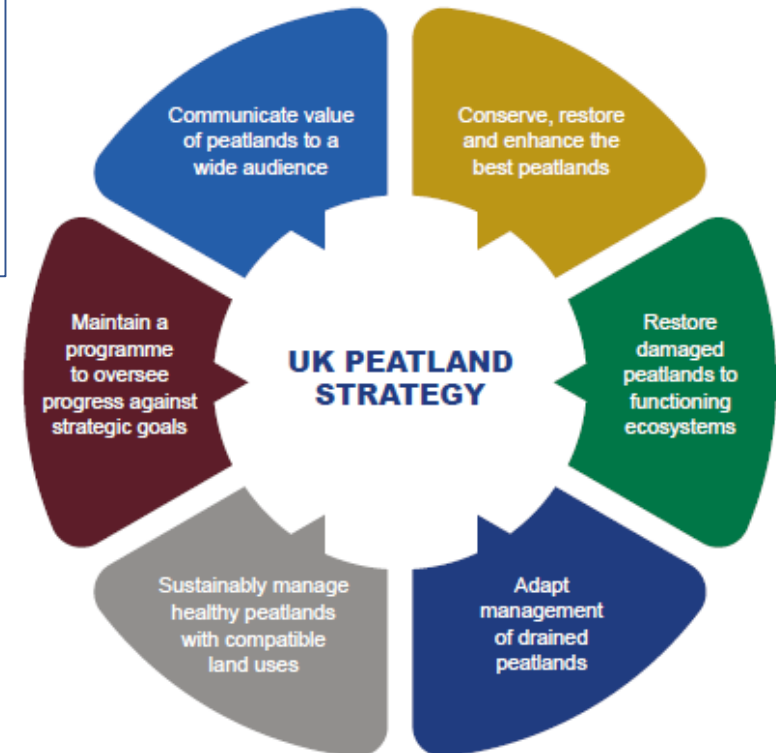 Communicate value
of peatlands to a
wide audience
Conserve, restore
and enhance the
best peatlands
Maintain a
programme
to oversee
progress against
strategic goals
UK PEATLAND
STRATEGY
Restore
damaged
peatlands to
functioning
ecosystems
Sustainably manage
healthy peatlands
with compatible
land uses
Adapt
management
of drained
peatlands